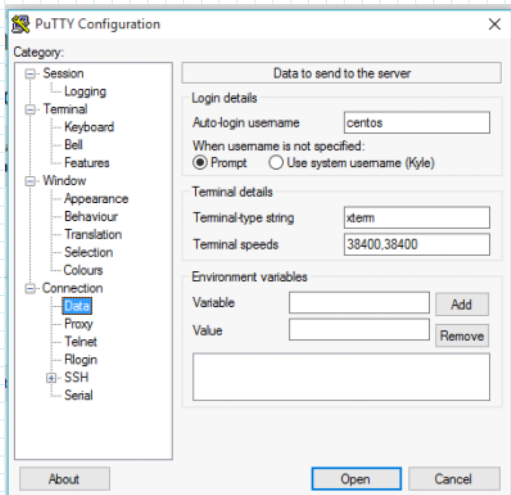 PuTTY Configuration
Category:
Session
Logging
Terminal
Keyboard
Bell
Features
Window
Appearance
Behaviour
Translation
Selection
Colours
Connection
Data
Proxy
Telnet
Rlogin
SSH
Serial
Data to send to the server
Login details
Auto-login username centos
When username is not specified:
Prompt Use system username (Kyle)
Terminal details
Terminal-type string xterm
Terminal speeds 38400,38400
Environment variables
Variable Add
Value Remove
About Open Cancel